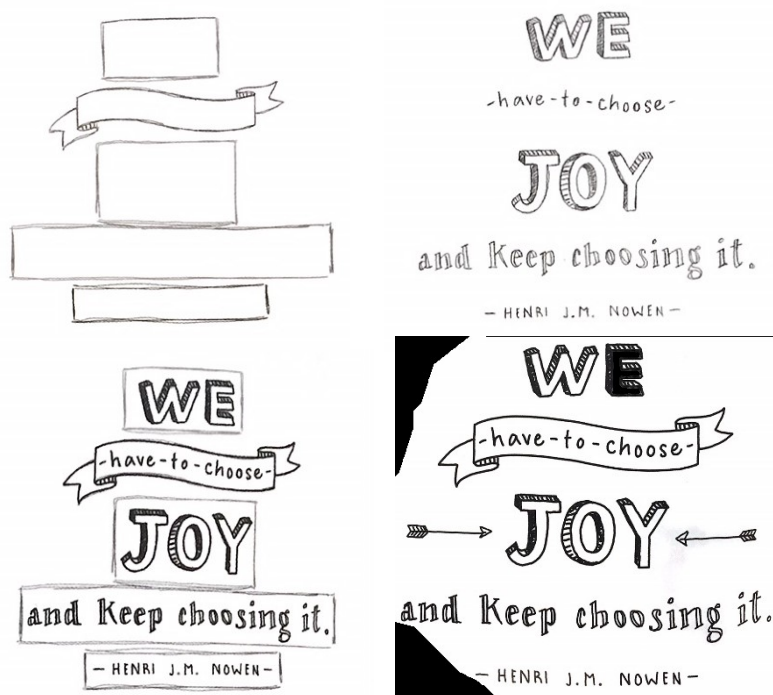 WE
-have-to-choose-
JOY
and Keep choosing it.
- HENRI J.M. NOWEN -
WE
-have-to-choose-
JOY
and Keep choosing it.
- HENRI J.M. NOWEN -
WE
-have-to-choose-
JOY
and Keep choosing it.
- HENRI J.M. NOWEN -